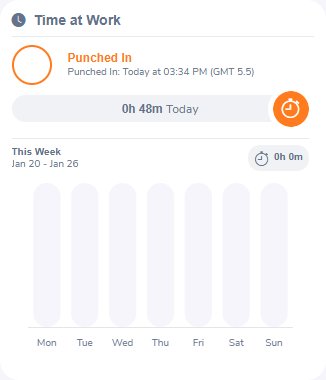 Time at Work
Punched In
Punched In: Today at 03:34 PM (GMT 5.5)
0h 48m Today
This Week
Jan 20 - Jan 26
0h 0m
Mon Tue Wed Thu Fri Sat Sun